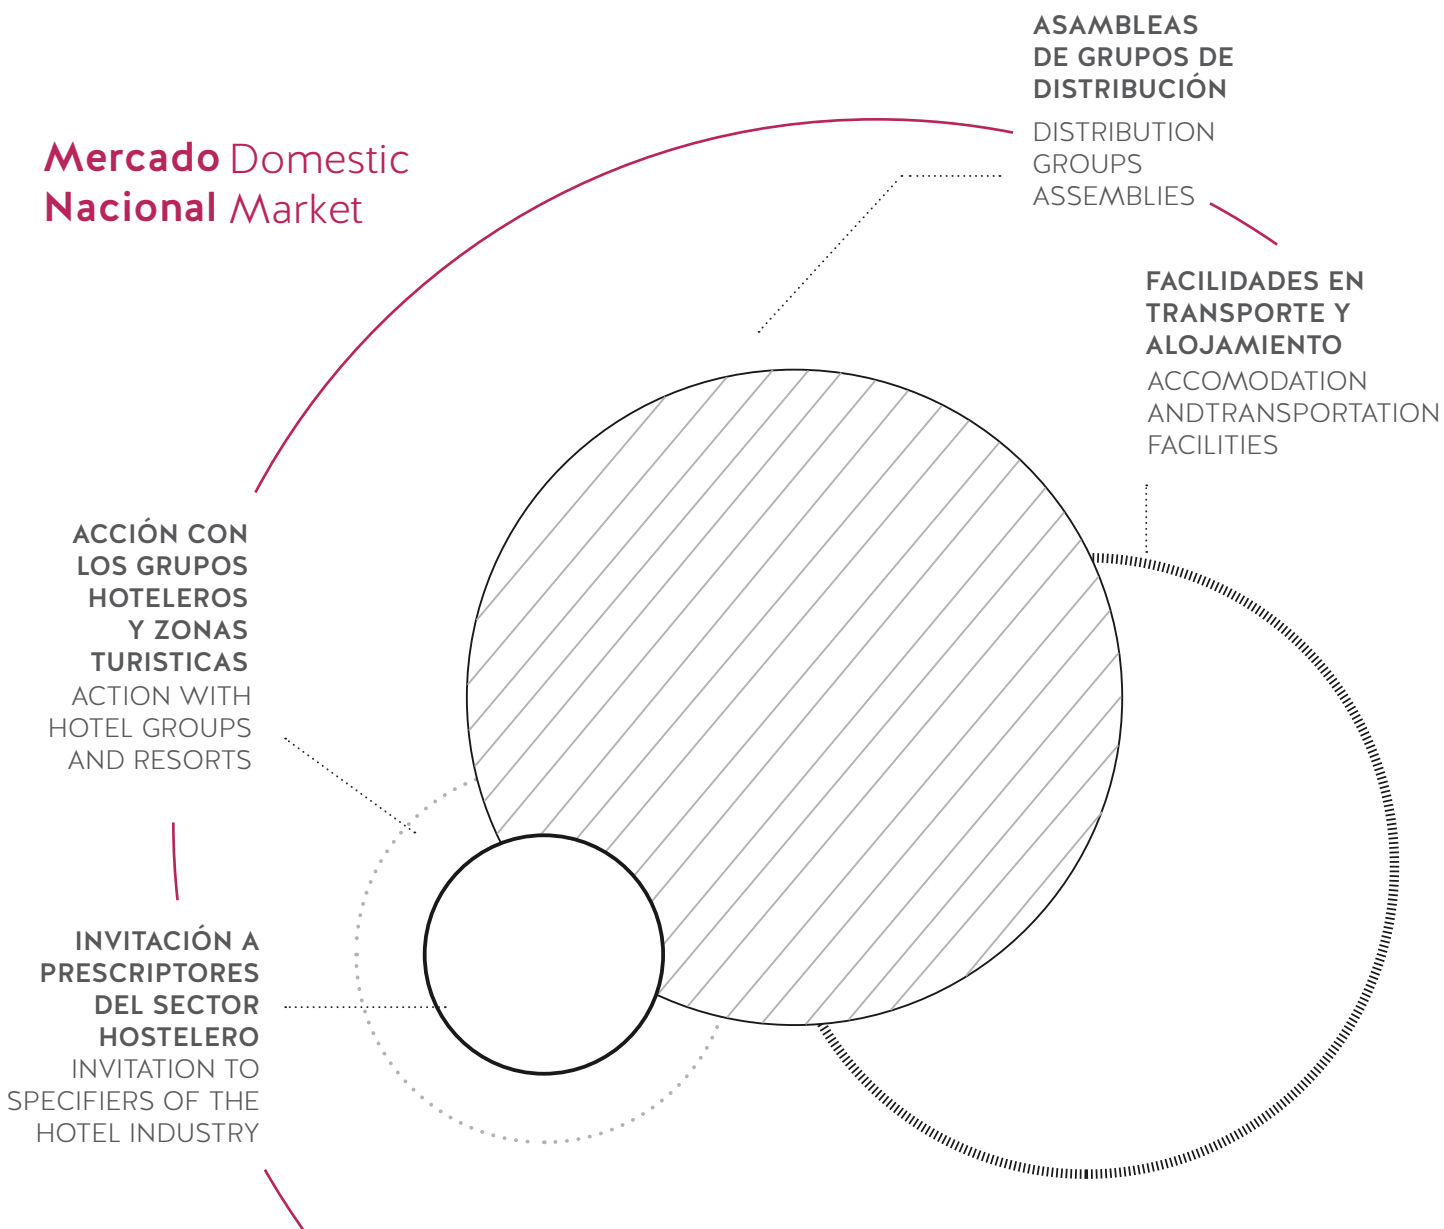 Mercado Domestic
Nacional Market
ASAMBLEAS
DE GRUPOS DE
DISTRIBUCIÓN
DISTRIBUTION
GROUPS
ASSEMBLIES
FACILIDADES EN
TRANSPORTE Y
ALOJAMIENTO
ACCOMODATION
ANDTRANSPORTATION
FACILITIES
ACCIÓN CON
LOS GRUPOS
HOTELEROS
Y ZONAS
TURISTICAS
ACTION WITH
HOTEL GROUPS
AND RESORTS
INVITACIÓN A
PRESCRIPTORES
DEL SECTOR
HOSTELERO
INVITATION TO
SPECIFIERS OF THE
HOTEL INDUSTRY